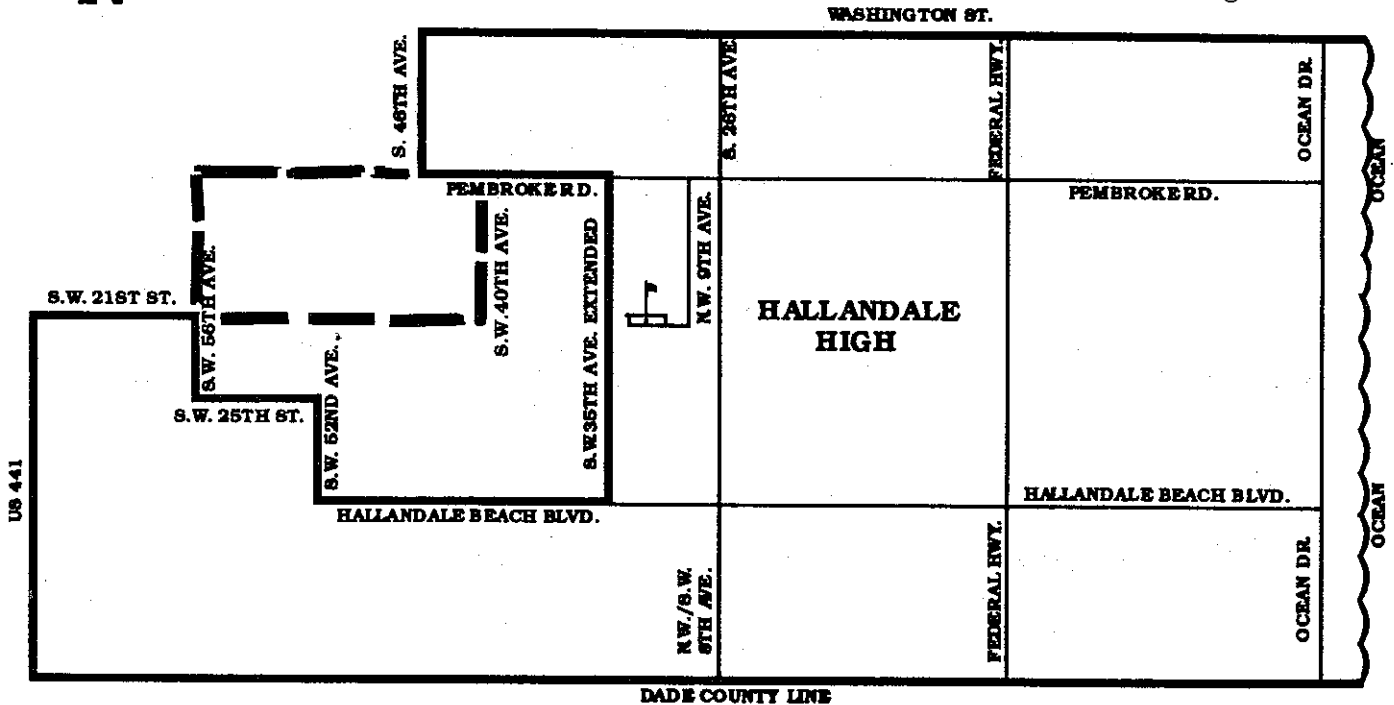 WASHINGTON ST.
S. 46TH AVE.
S. 26TH AVE.
FEDERAL HWY.
OCEAN DR.
OCEAN
PEMBROKE RD.
PEMBROKE RD.
S.W. 56TH AVE.
S.W. 40TH AVE.
S.W. 35TH AVE. EXTENDED
N.W. 9TH AVE.
S.W. 21ST ST.
HALLANDALE
HIGH
S.W. 25TH ST.
S.W. 52ND AVE.
US 441
HALLANDALE BEACH BLVD.
HALLANDALE BEACH BLVD.
OCEAN
N.W./S.W.
8TH AVE.
FEDERAL HWY.
OCEAN DR.
DADE COUNTY LINE